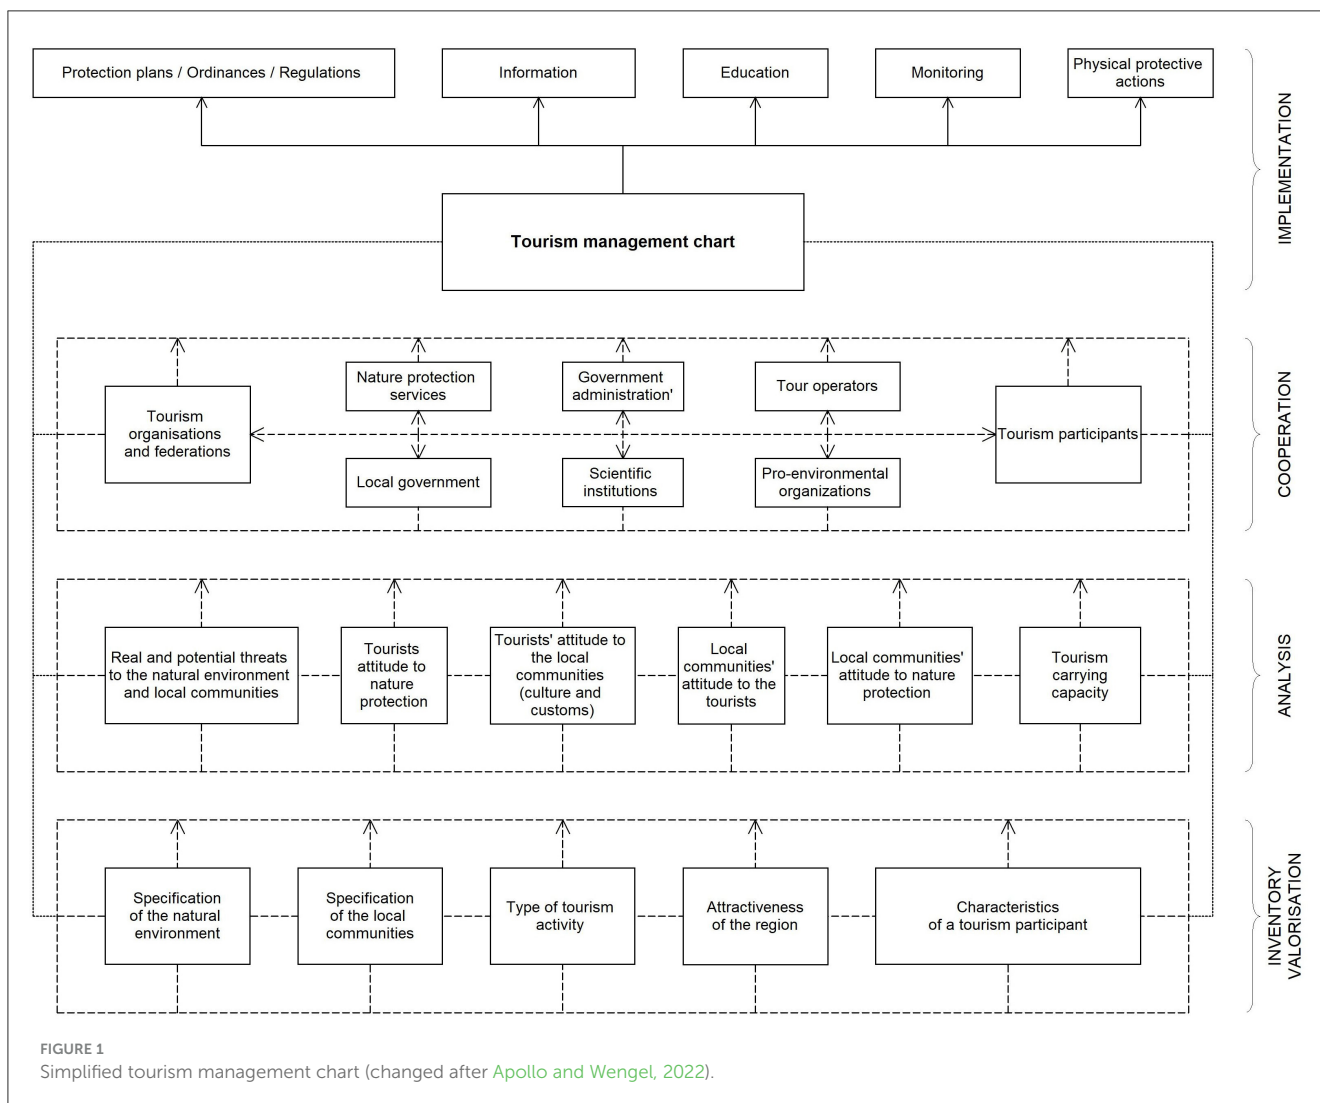 Protection plans / Ordinances / Regulations
Information
Education
Monitoring
Physical protective
actions
IMPLEMENTATION
Tourism management chart
Tourism
organisations
and federations
Nature protection
services
Government
administration'
Tour operators
Tourism participants
Local government
Scientific
institutions
Pro-environmental
organizations
COOPERATION
Real and potential threats
to the natural environment
and local communities
Tourists
attitude to
nature
protection
Tourists' attitude to
the local
communities
(culture and
customs)
Local
communities'
attitude to the
tourists
Local communities'
attitude to nature
protection
Tourism
carrying
capacity
ANALYSIS
Specification
of the natural
environment
Specification
of the local
communities
Type of tourism
activity
Attractiveness
of the region
Characteristics
of a tourism participant
INVENTORY
VALORISATION
FIGURE 1
Simplified tourism management chart (changed after Apollo and Wengel, 2022).